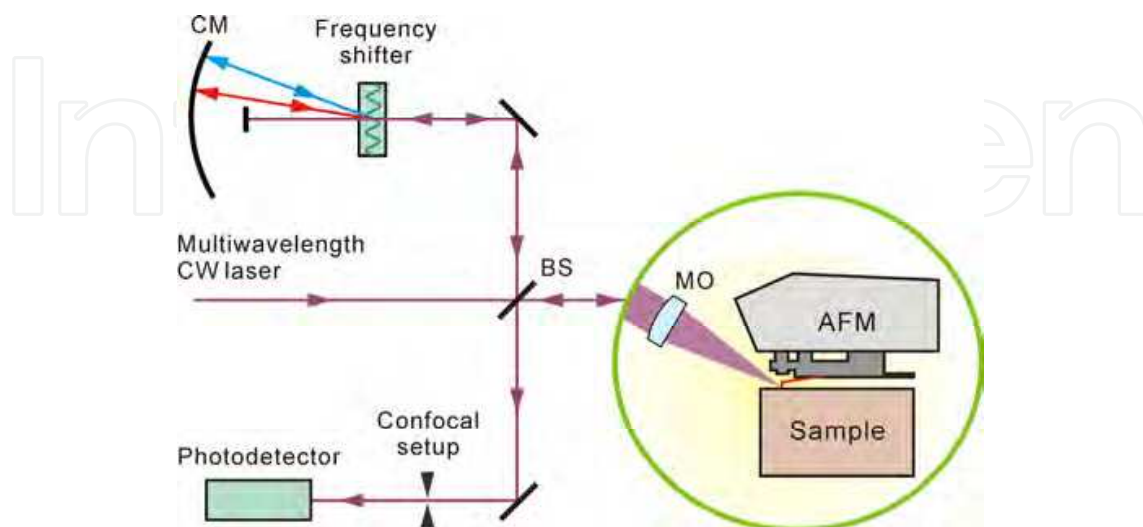 CM
Frequency
shifter
Multiwavelength
CW laser
BS
MO
AFM
Sample
Confocal
setup
Photodetector